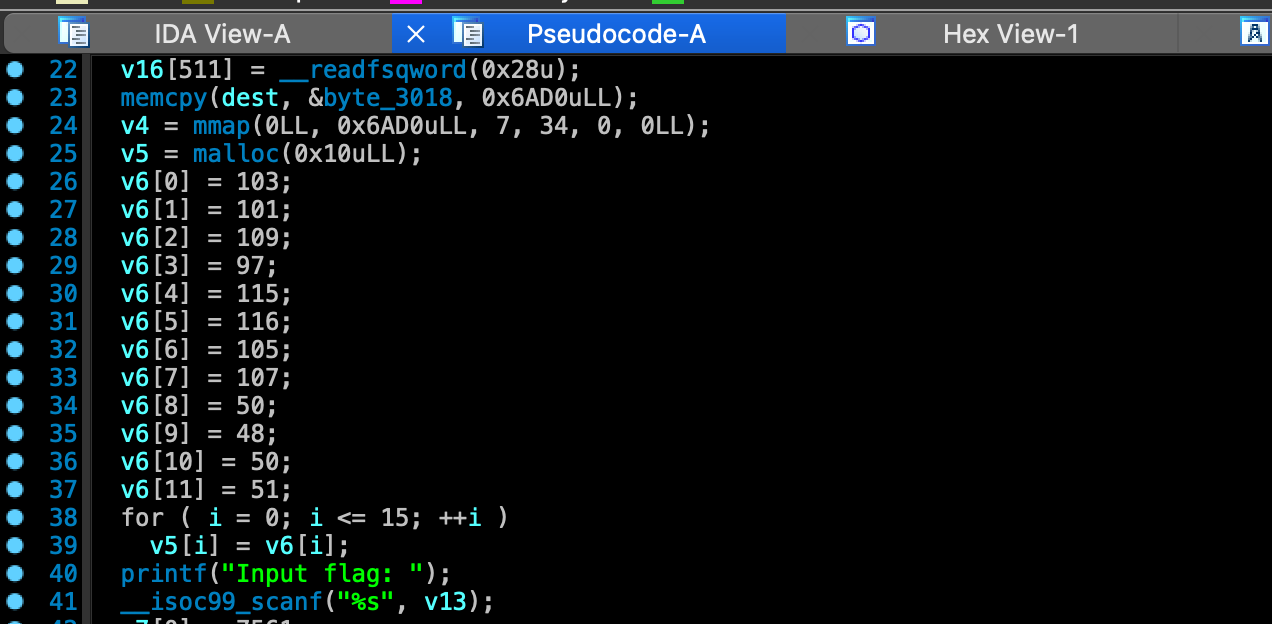 IDA View-A Pseudocode-A Hex View-1
22 v16[511] = __readfsqword(0x28u);
23 memcpy(dest, &byte_3018, 0x6AD0uLL);
24 v4 = mmap(0LL, 0x6AD0uLL, 7, 34, 0, 0LL);
25 v5 = malloc(0x10uLL);
26 v6[0] = 103;
27 v6[1] = 101;
28 v6[2] = 109;
29 v6[3] = 97;
30 v6[4] = 115;
31 v6[5] = 116;
32 v6[6] = 105;
33 v6[7] = 107;
34 v6[8] = 50;
35 v6[9] = 48;
36 v6[10] = 50;
37 v6[11] = 51;
38 for ( i = 0; i <= 15; ++i )
39 v5[i] = v6[i];
40 printf("Input flag: ");
41 __isoc99_scanf("%s", v13);